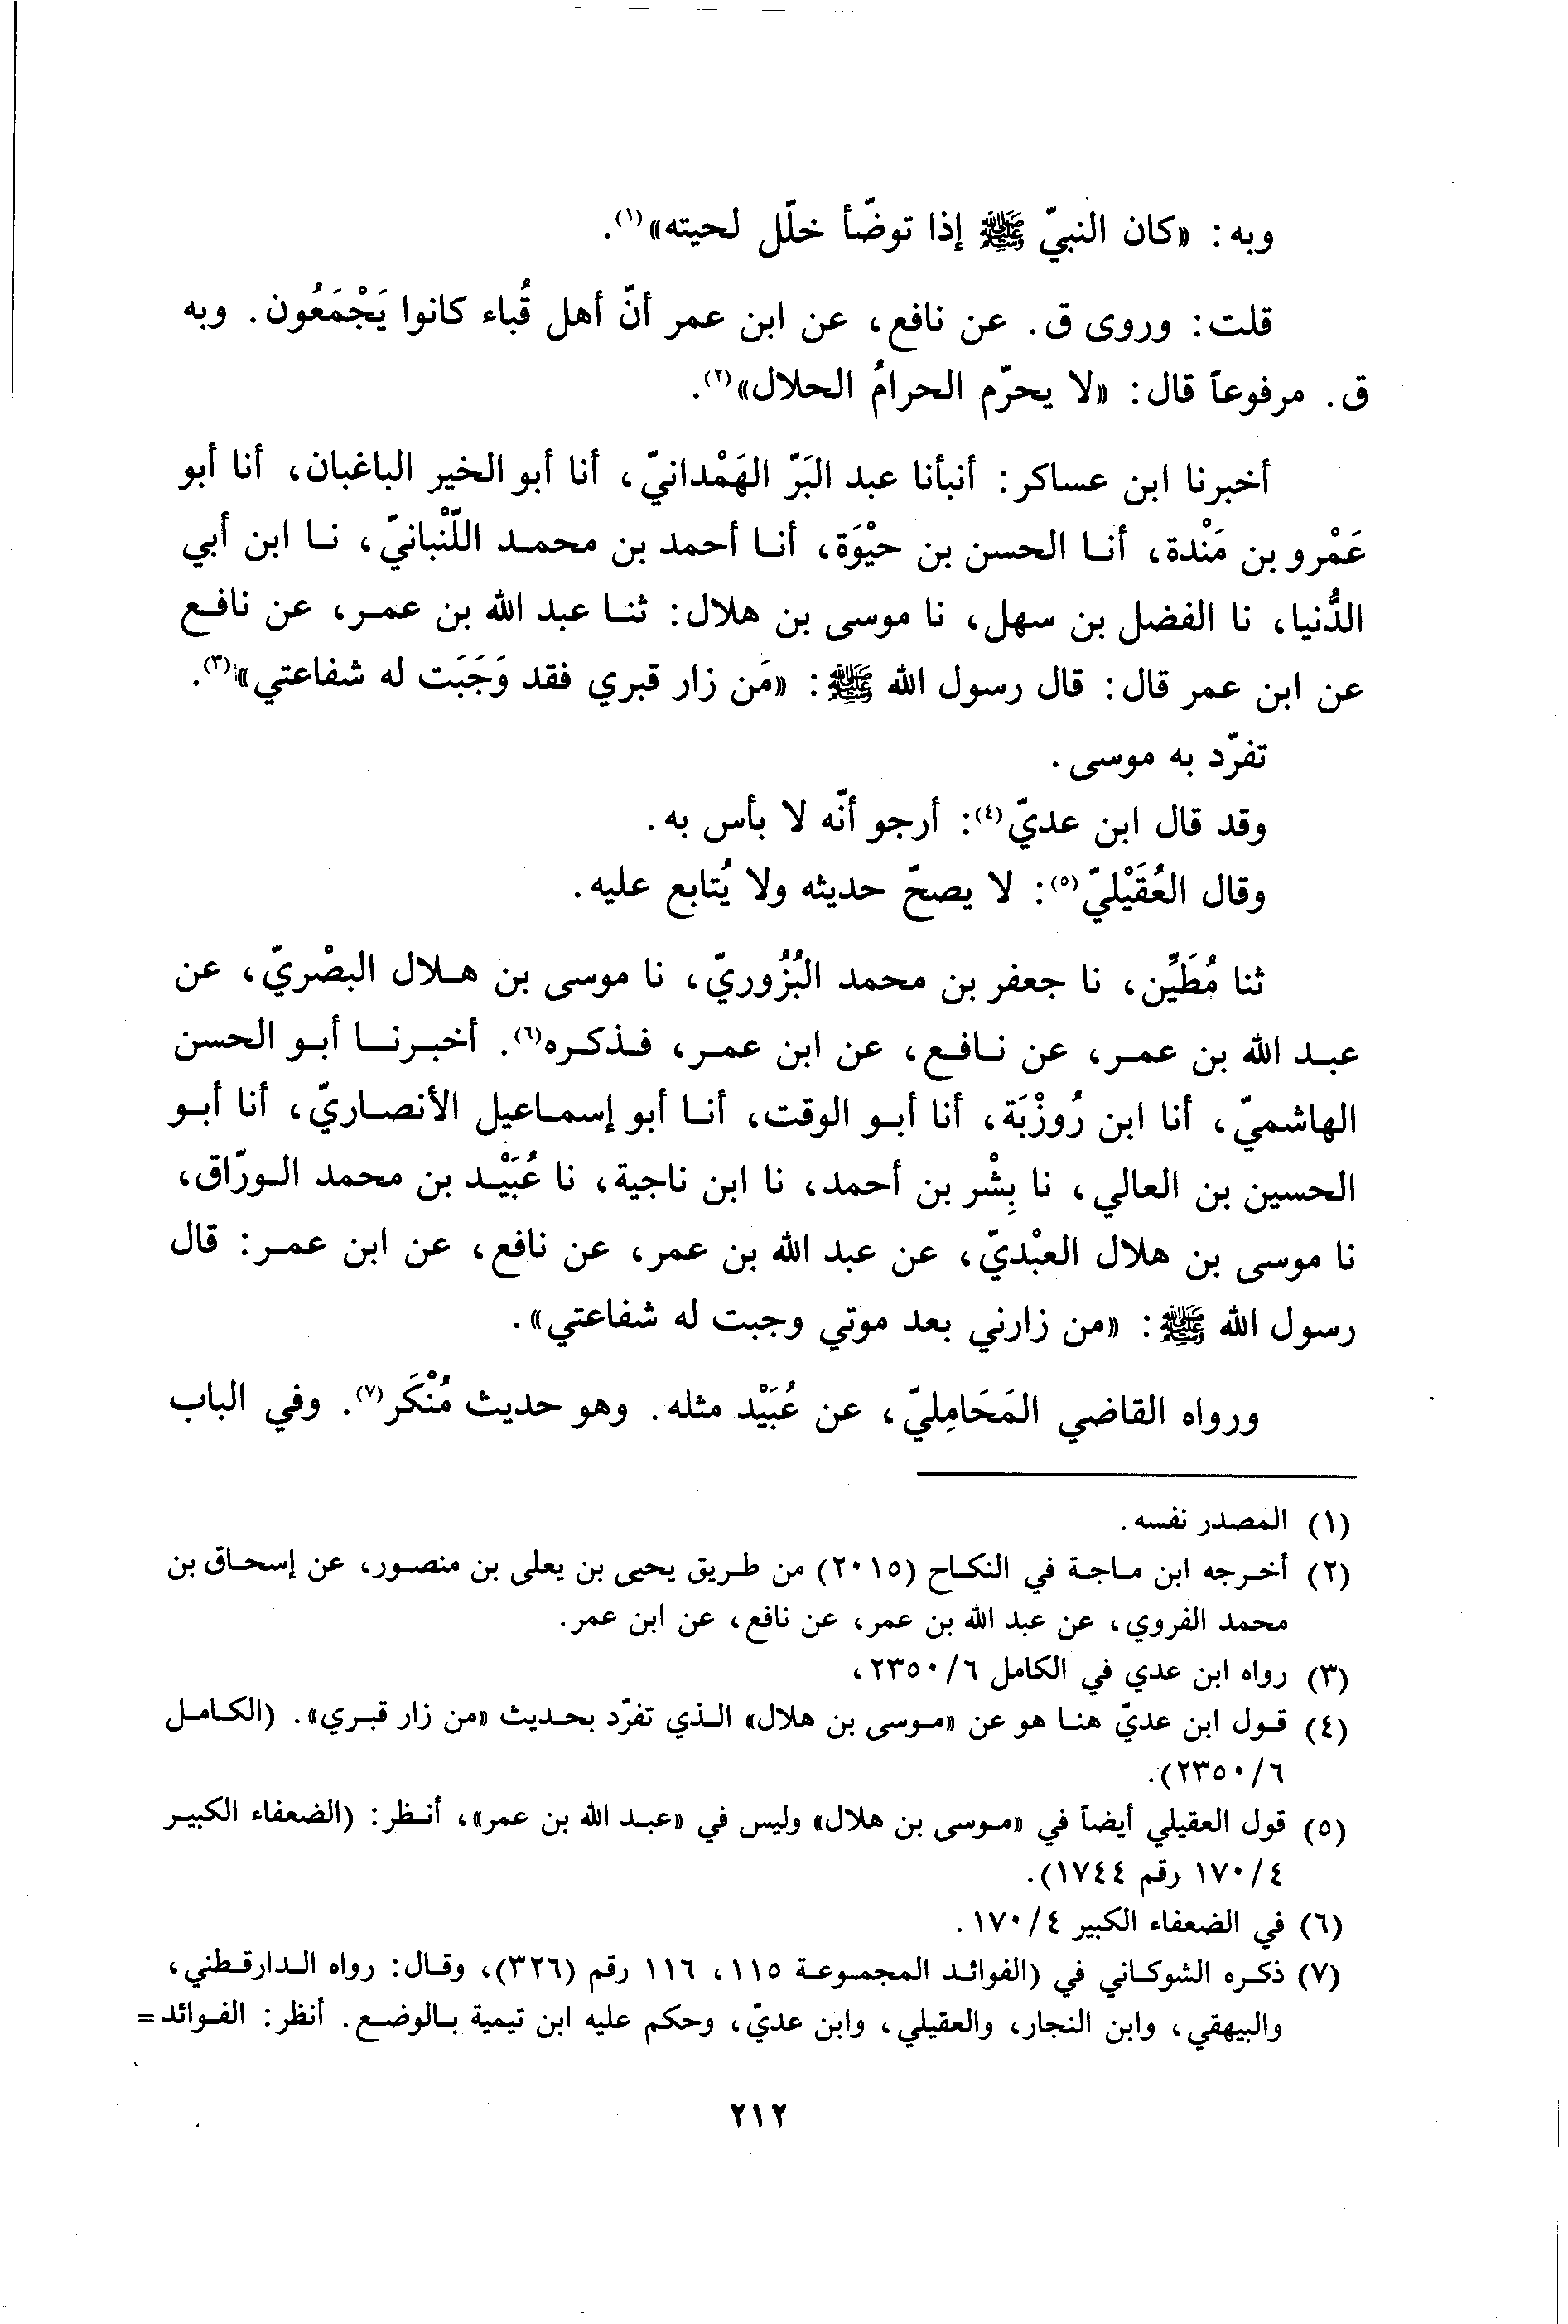 وبه: «كان النبيّ ﷺ إذا توضّأ خلّل لحيته»(١).
قلت: وروى ق. عن نافع، عن ابن عمر أنّ أهل قُباء كانوا يَجْمَعُون. وبه
ق. مرفوعاً قال: «لا يحرّم الحرامُ الحلال»(٢).
أخبرنا ابن عساكر: أنبأنا عبد البَرّ الهَمْدانيّ، أنا أبو الخير الباغبان، أنا أبو
عَمْرو بن مَنْدة، أنا الحسن بن حيْوَة، أنا أحمد بن محمد اللّنْبانيّ، نا ابن أبي
الدُّنيا، نا الفضل بن سهل، نا موسى بن هلال: ثنا عبد الله بن عمر، عن نافع
عن ابن عمر قال: قال رسول الله ﷺ: «مَن زار قبري فقد وَجَبَت له شفاعتي»(٣).
تفرّد به موسى.
وقد قال ابن عديّ(٤): أرجو أنّه لا بأس به.
وقال العُقَيْليّ(٥): لا يصحّ حديثه ولا يُتابع عليه.
ثنا مُطَيَّن، نا جعفر بن محمد البُزُوريّ، نا موسى بن هلال البصْريّ، عن
عبد الله بن عمر، عن نافع، عن ابن عمر، فذكره(٦). أخبرنا أبو الحسن
الهاشميّ، أنا ابن رُوزْبَة، أنا أبو الوقت، أنا أبو إسماعيل الأنصاريّ، أنا أبو
الحسين بن العالي، نا بِشْر بن أحمد، نا ابن ناجية، نا عُبَيْد بن محمد الورّاق،
نا موسى بن هلال العبْديّ، عن عبد الله بن عمر، عن نافع، عن ابن عمر: قال
رسول الله ﷺ: «من زارني بعد موتي وجبت له شفاعتي».
ورواه القاضي المَحَامِليّ، عن عُبَيْد مثله. وهو حديث مُنْكَر(٧). وفي الباب
(١) المصدر نفسه.
(٢) أخرجه ابن ماجة في النكاح (٢٠١٥) من طريق يحيى بن يعلى بن منصور، عن إسحاق بن
محمد الفروي، عن عبد الله بن عمر، عن نافع، عن ابن عمر.
(٣) رواه ابن عدي في الكامل ٦/ ٢٣٥٠،
(٤) قول ابن عديّ هنا هو عن «موسى بن هلال» الذي تفرّد بحديث «من زار قبري». (الكامل
٦/ ٢٣٥٠).
(٥) قول العقيلي أيضاً في «موسى بن هلال» وليس في «عبد الله بن عمر»، أنظر: (الضعفاء الكبير
٤/ ١٧٠ رقم ١٧٤٤).
(٦) في الضعفاء الكبير ٤/ ١٧٠.
(٧) ذكره الشوكاني في (الفوائد المجموعة ١١٥، ١١٦ رقم (٣٢٦)، وقال: رواه الدارقطني،
والبيهقي، وابن النجار، والعقيلي، وابن عديّ، وحكم عليه ابن تيمية بالوضع. أنظر: الفوائد =
٢١٢